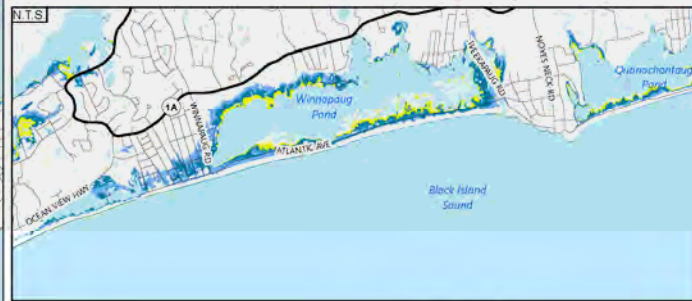 N.T.S
1A
WINNAPAUG RD
Winnapaug
Pond
WEEKAPAUG RD
NOYES NECK RD
Quonochontaug
Pond
ATLANTIC AVE
OCEAN VIEW HWY
Block Island
Sound